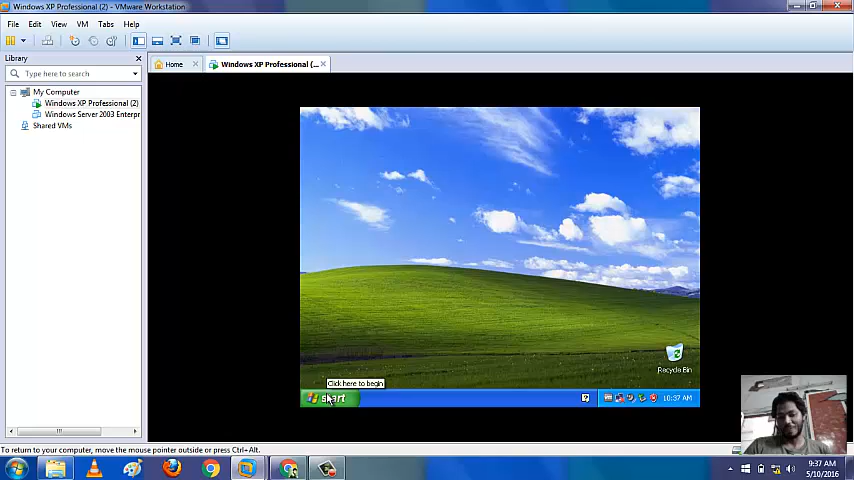 Windows XP Professional (2) - VMware Workstation
File Edit View VM Tabs Help
Library
Type here to search
Home
Windows XP Professional (...
My Computer
Windows XP Professional (2)
Windows Server 2003 Enterpr
Shared VMs
Recycle Bin
Click here to begin
start
10:37 AM
To return to your computer, move the mouse pointer outside or press Ctrl+Alt.
9:37 AM
5/10/2016